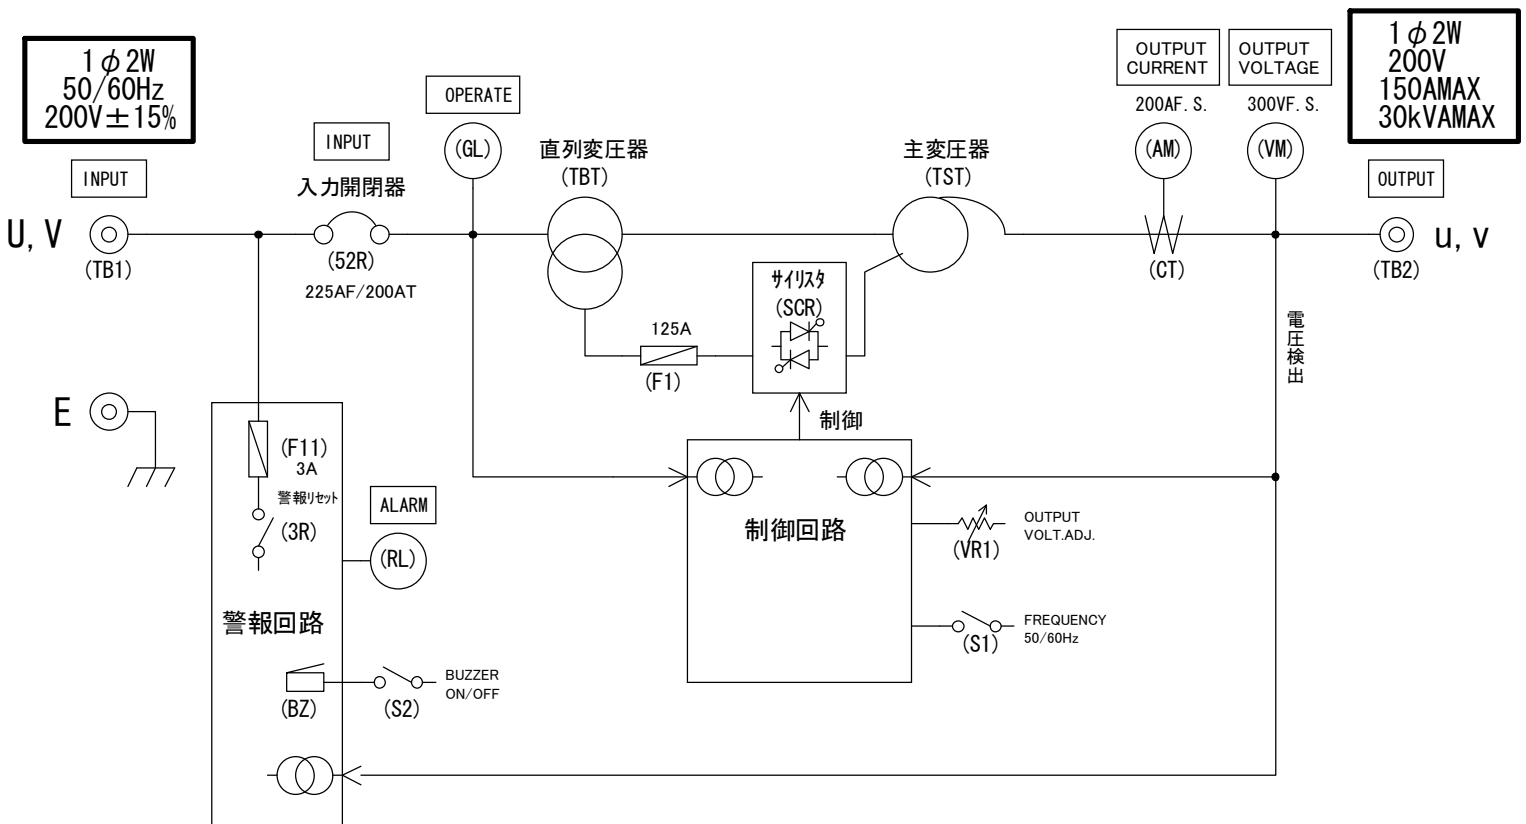 1φ2W
50/60Hz
200V±15%
INPUT
U, V
(TB1)
INPUT
入力開閉器
(52R)
225AF/200AT
OPERATE
(GL)
直列変圧器
(TBT)
主変圧器
(TST)
OUTPUT
CURRENT
200AF.S.
(AM)
(CT)
OUTPUT
VOLTAGE
300VF.S.
(VM)
1φ2W
200V
150AMAX
30kVAMAX
OUTPUT
u, v
(TB2)
サイリスタ
(SCR)
125A
(F1)
電圧検出
制御
E
(F11)
3A
警報リセット
(3R)
ALARM
(RL)
警報回路
(BZ)
(S2)
BUZZER
ON/OFF
制御回路
(VR1)
OUTPUT
VOLT.ADJ.
(S1)
FREQUENCY
50/60Hz